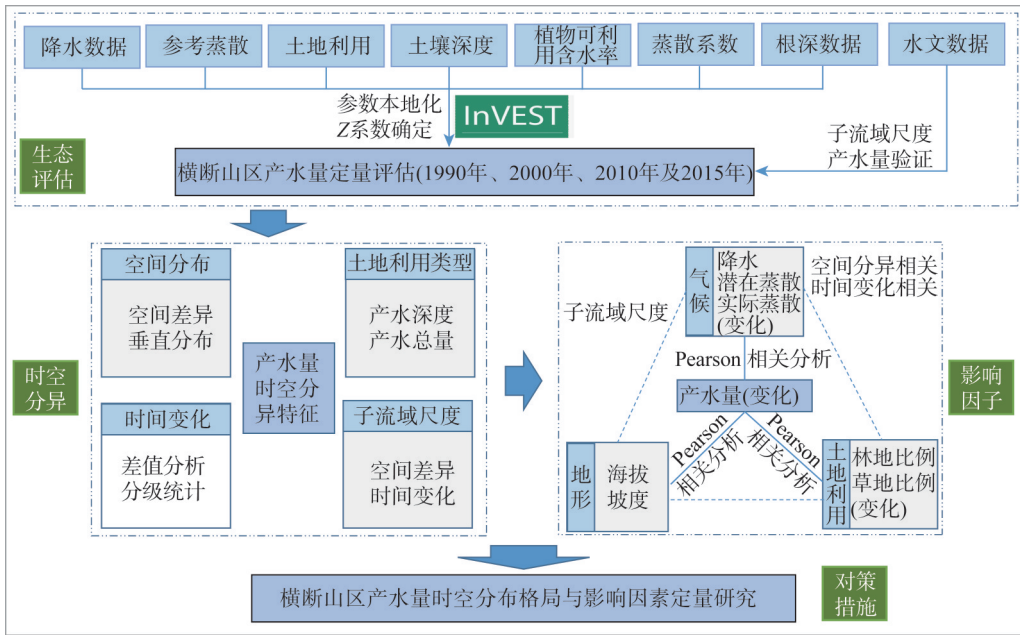 降水数据
参考蒸散
土地利用
土壤深度
植物可利
用含水率
蒸散系数
根深数据
水文数据
参数本地化
Z系数确定
InVEST
子流域尺度
产水量验证
生态
评估
横断山区产水量定量评估(1990年、2000年、2010年及2015年)
空间分布
空间差异
垂直分布
土地利用类型
产水深度
产水总量
产水量
时空分
异特征
时空
分异
时间变化
差值分析
分级统计
子流域尺度
空间差异
时间变化
气候
降水
潜在蒸散
实际蒸散
(变化)
空间分异相关
时间变化相关
子流域尺度
Pearson 相关分析
产水量(变化)
影响
因子
Pearson
相关分析
Pearson
相关分析
地形
海拔
坡度
土地利用
林地比例
草地比例
(变化)
横断山区产水量时空分布格局与影响因素定量研究
对策
措施